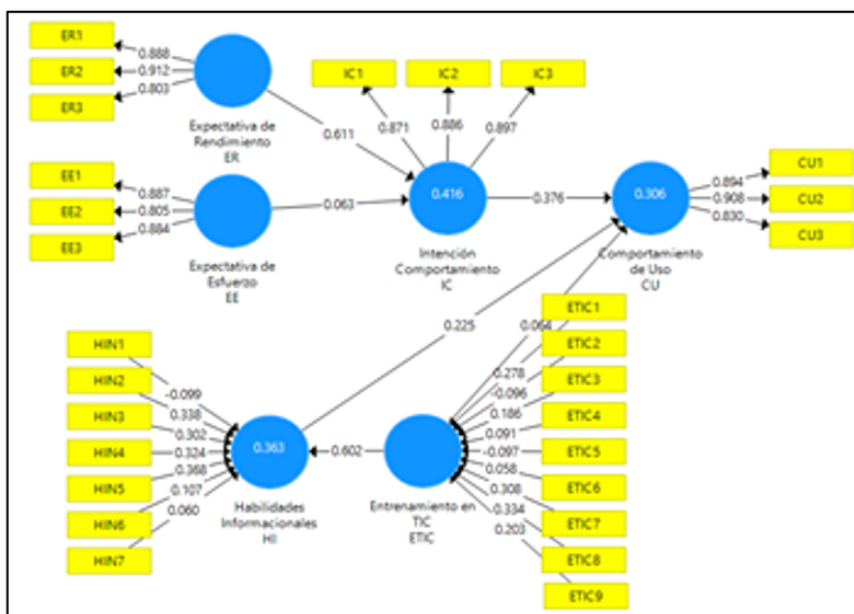 ER1
ER2
ER3
0.888
0.912
0.803
Expectativa de
Rendimiento
ER
0.611
IC1
IC2
IC3
0.871
0.886
0.897
EE1
EE2
EE3
0.887
0.805
0.884
Expectativa de
Esfuerzo
EE
0.063
0.416
Intención
Comportamiento
IC
0.376
0.306
Comportamiento
de Uso
CU
0.894
0.908
0.830
CU1
CU2
CU3
0.225
0.064
HIN1
HIN2
HIN3
HIN4
HIN5
HIN6
HIN7
-0.099
0.338
0.302
0.324
0.368
0.107
0.060
0.363
Habilidades
Informacionales
HI
0.602
Entrenamiento en
TIC
ETIC
0.278
-0.096
0.186
0.091
-0.097
0.058
0.308
0.334
0.203
ETIC1
ETIC2
ETIC3
ETIC4
ETIC5
ETIC6
ETIC7
ETIC8
ETIC9